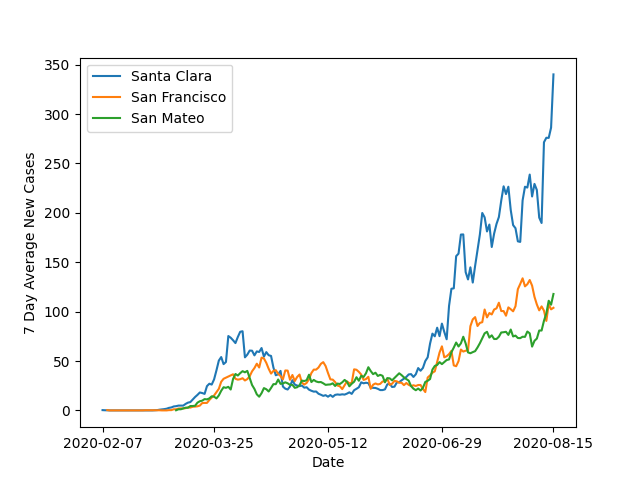 350
300
250
200
150
100
50
0
7 Day Average New Cases
Santa Clara
San Francisco
San Mateo
2020-02-07
2020-03-25
2020-05-12
2020-06-29
2020-08-15
Date